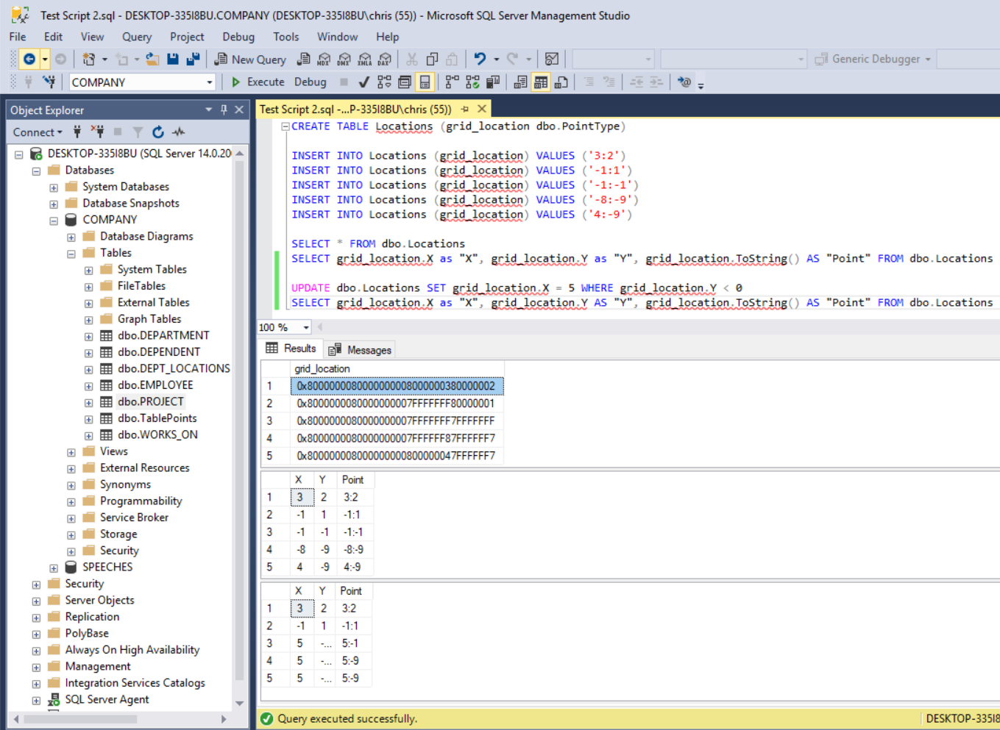 Test Script 2.sql - DESKTOP-335I8BU.COMPANY (DESKTOP-335I8BU\chris (55)) - Microsoft SQL Server Management Studio
File Edit View Query Project Debug Tools Window Help
New Query MDX DMX XMLA DAX Generic Debugger
COMPANY Execute Debug
Object Explorer
Connect
DESKTOP-335I8BU (SQL Server 14.0.20
Databases
System Databases
Database Snapshots
COMPANY
Database Diagrams
Tables
System Tables
FileTables
External Tables
Graph Tables
dbo.DEPARTMENT
dbo.DEPENDENT
dbo.DEPT_LOCATIONS
dbo.EMPLOYEE
dbo.PROJECT
dbo.TablePoints
dbo.WORKS_ON
Views
External Resources
Synonyms
Programmability
Service Broker
Storage
Security
SPEECHES
Security
Server Objects
Replication
PolyBase
Always On High Availability
Management
Integration Services Catalogs
SQL Server Agent
Test Script 2.sql -...P-335I8BU\chris (55))
CREATE TABLE Locations (grid_location dbo.PointType)
INSERT INTO Locations (grid_location) VALUES ('3:2')
INSERT INTO Locations (grid_location) VALUES ('-1:1')
INSERT INTO Locations (grid_location) VALUES ('-1:-1')
INSERT INTO Locations (grid_location) VALUES ('-8:-9')
INSERT INTO Locations (grid_location) VALUES ('4:-9')
SELECT * FROM dbo.Locations
SELECT grid_location.X as "X", grid_location.Y as "Y", grid_location.ToString() AS "Point" FROM dbo.Locations
UPDATE dbo.Locations SET grid_location.X = 5 WHERE grid_location.Y < 0
SELECT grid_location.X as "X", grid_location.Y AS "Y", grid_location.ToString() AS "Point" FROM dbo.Locations
100 %
Results Messages
grid_location
1 0x8000000080000000008000000380000002
2 0x8000000080000000007FFFFFFF80000001
3 0x8000000080000000007FFFFFFF7FFFFFFF
4 0x8000000080000000007FFFFFF87FFFFFF7
5 0x80000000800000000080000004​7FFFFFF7
X Y Point
1 3 2 3:2
2 -1 1 -1:1
3 -1 -1 -1:-1
4 -8 -9 -8:-9
5 4 -9 4:-9
X Y Point
1 3 2 3:2
2 -1 1 -1:1
3 5 -... 5:-1
4 5 -... 5:-9
5 5 -... 5:-9
Query executed successfully. DESKTOP-335I8